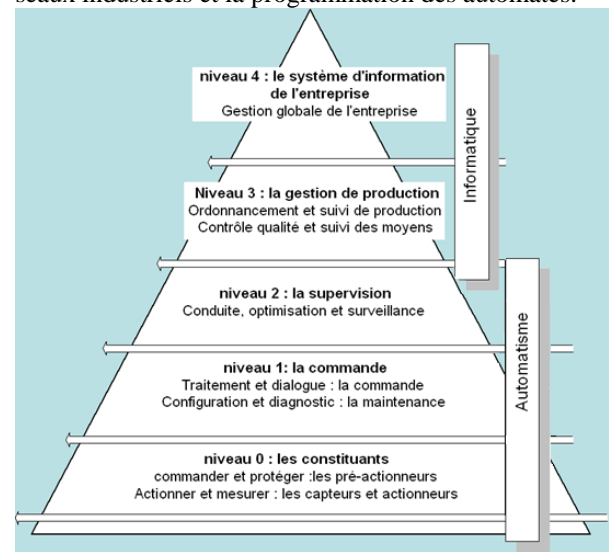 seaux industriels et la programmation des automates.
niveau 4 : le système d'information
de l'entreprise
Gestion globale de l'entreprise
Informatique
Niveau 3 : la gestion de production
Ordonnancement et suivi de production
Contrôle qualité et suivi des moyens
niveau 2 : la supervision
Conduite, optimisation et surveillance
Automatisme
niveau 1: la commande
Traitement et dialogue : la commande
Configuration et diagnostic : la maintenance
niveau 0 : les constituants
commander et protéger :les pré-actionneurs
Actionner et mesurer : les capteurs et actionneurs